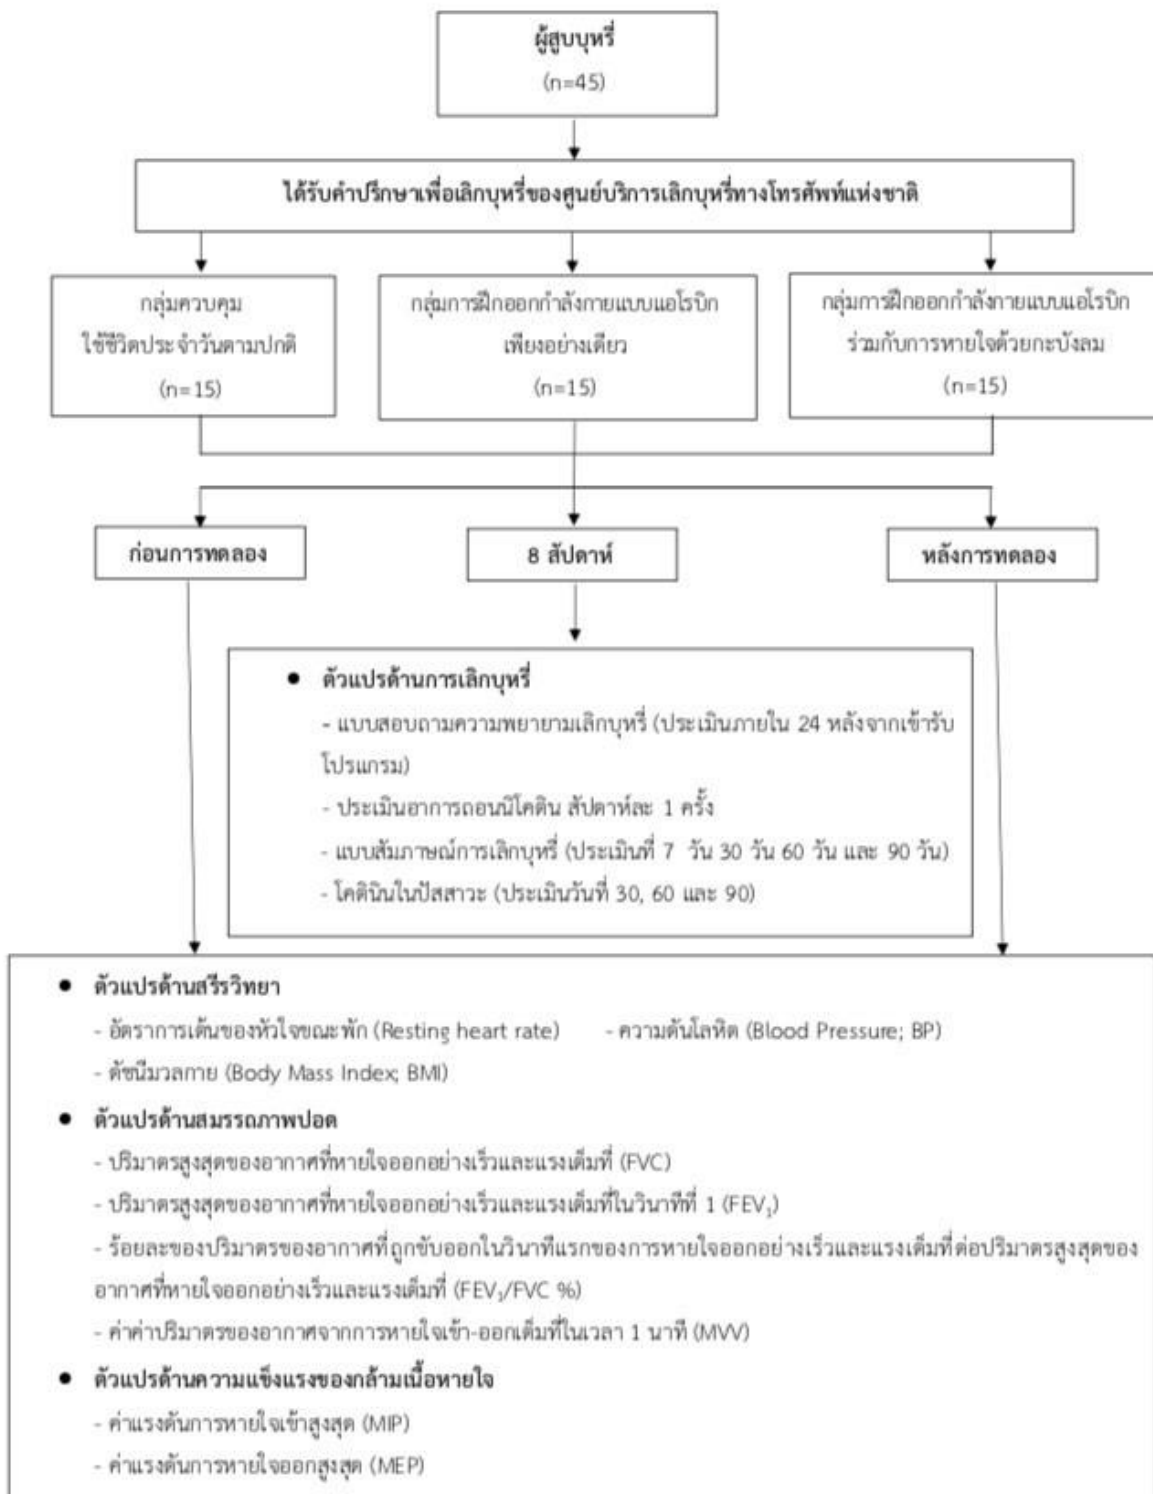 ผู้สูบบุหรี่
(n=45)
ได้รับคำปรึกษาเพื่อเลิกบุหรี่ของศูนย์บริการเลิกบุหรี่ทางโทรศัพท์แห่งชาติ
กลุ่มควบคุม
ใช้ชีวิตประจำวันตามปกติ
(n=15)
กลุ่มการฝึกออกกำลังกายแบบแอโรบิก
เพียงอย่างเดียว
(n=15)
กลุ่มการฝึกออกกำลังกายแบบแอโรบิก
ร่วมกับการหายใจด้วยกะบังลม
(n=15)
ก่อนการทดลอง
8 สัปดาห์
หลังการทดลอง
● ตัวแปรด้านการเลิกบุหรี่
- แบบสอบถามความพยายามเลิกบุหรี่ (ประเมินภายใน 24 หลังจากเข้ารับ
โปรแกรม)
- ประเมินอาการถอนนิโคติน สัปดาห์ละ 1 ครั้ง
- แบบสัมภาษณ์การเลิกบุหรี่ (ประเมินที่ 7 วัน 30 วัน 60 วัน และ 90 วัน)
- โคตินินในปัสสาวะ (ประเมินวันที่ 30, 60 และ 90)
● ตัวแปรด้านสรีรวิทยา
- อัตราการเต้นของหัวใจขณะพัก (Resting heart rate) - ความดันโลหิต (Blood Pressure; BP)
- ดัชนีมวลกาย (Body Mass Index; BMI)
● ตัวแปรด้านสมรรถภาพปอด
- ปริมาตรสูงสุดของอากาศที่หายใจออกอย่างเร็วและแรงเต็มที่ (FVC)
- ปริมาตรสูงสุดของอากาศที่หายใจออกอย่างเร็วและแรงเต็มที่ในวินาทีที่ 1 (FEV₁)
- ร้อยละของปริมาตรของอากาศที่ถูกขับออกในวินาทีแรกของการหายใจออกอย่างเร็วและแรงเต็มที่ต่อปริมาตรสูงสุดของ
อากาศที่หายใจออกอย่างเร็วและแรงเต็มที่ (FEV₁/FVC %)
- ค่าค่าปริมาตรของอากาศจากการหายใจเข้า-ออกเต็มที่ในเวลา 1 นาที (MVV)
● ตัวแปรด้านความแข็งแรงของกล้ามเนื้อหายใจ
- ค่าแรงดันการหายใจเข้าสูงสุด (MIP)
- ค่าแรงดันการหายใจออกสูงสุด (MEP)